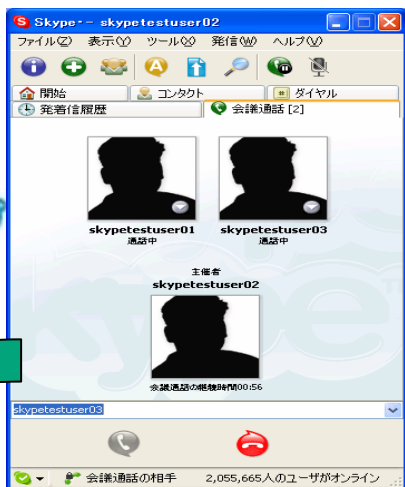 Skype - skypetestuser02
ファイル(Z) 表示(Y) ツール(X) 発信(W) ヘルプ(V)
開始 コンタクト ダイヤル
発着信履歴 会議通話 [2]
skypetestuser01 skypetestuser03
通話中 通話中
主催者
skypetestuser02
会議通話の継続時間00:56
skypetestuser03
会議通話の相手 2,055,665人のユーザがオンライン